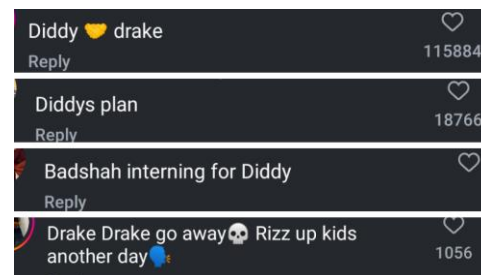 Diddy 🤝 drake
115884
Reply
Diddys plan
18766
Reply
Badshah interning for Diddy
Reply
Drake Drake go away💀 Rizz up kids
another day🗣️
1056